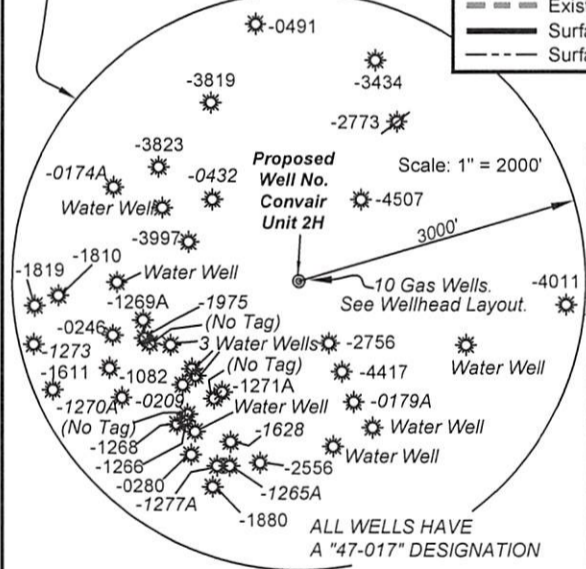 Exis
Surfa
Surfa
-0491
-3434
-3819
-2773
-3823
Proposed
Well No.
Convair
Unit 2H
Scale: 1" = 2000'
-0174A
-0432
Water Well
-4507
3000'
-3997
-1819
-1810
Water Well
10 Gas Wells.
See Wellhead Layout.
-4011
-1269A
-1975
(No Tag)
-0246
3 Water Wells
-2756
-1273
(No Tag)
Water Well
-1611
-1082
-4417
-1271A
-1270A
-0209
-0179A
Water Well
(No Tag)
Water Well
-1268
-1628
-1266
Water Well
-0280
-2556
-1277A
-1265A
-1880
ALL WELLS HAVE
A "47-017" DESIGNATION